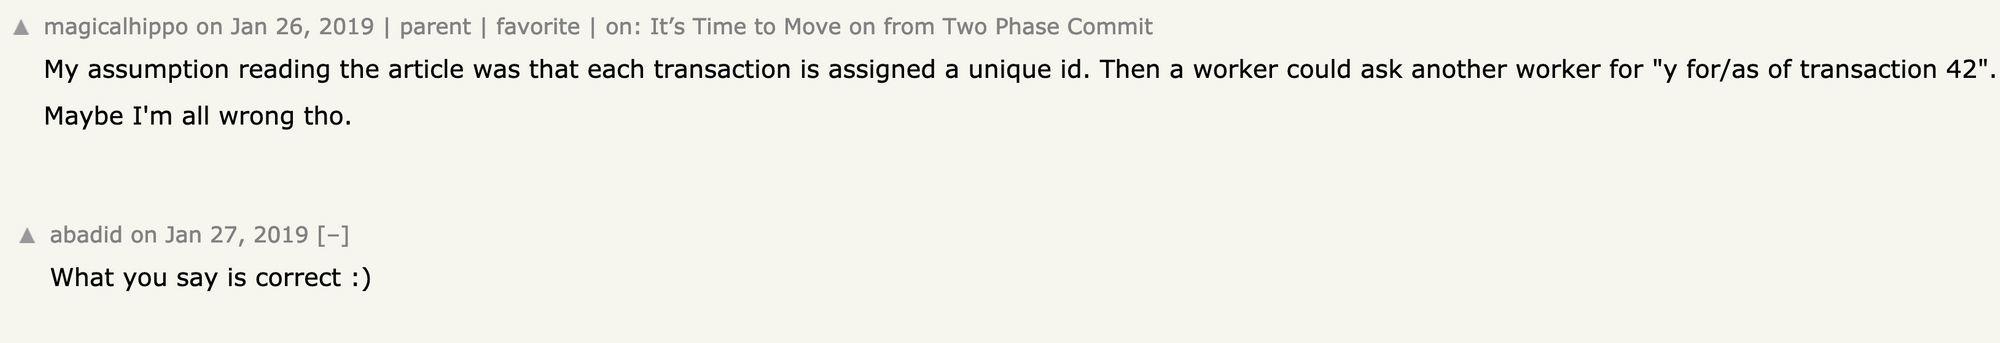 ▲ magicalhippo on Jan 26, 2019 | parent | favorite | on: It’s Time to Move on from Two Phase Commit
My assumption reading the article was that each transaction is assigned a unique id. Then a worker could ask another worker for "y for/as of transaction 42".
Maybe I'm all wrong tho.
▲ abadid on Jan 27, 2019 [–]
What you say is correct :)